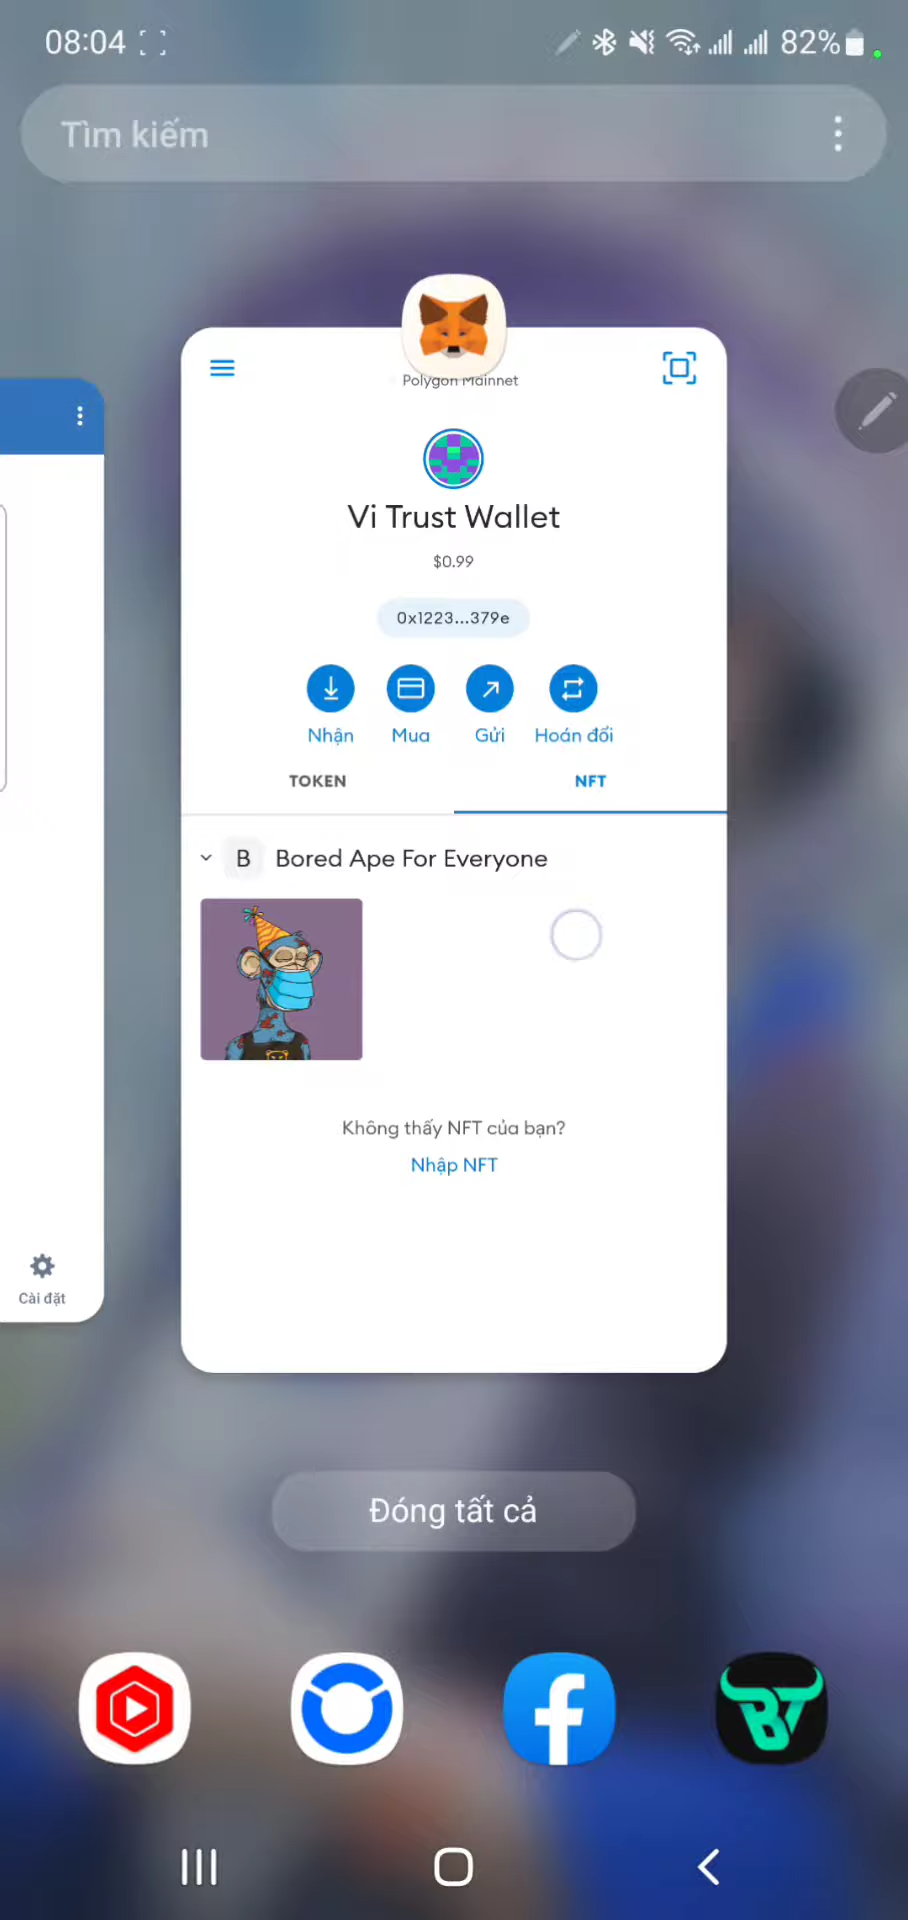 08:04
82%
Tìm kiếm
Polygon Mainnet
Vi Trust Wallet
$0.99
0x1223...379e
Nhận
Mua
Gửi
Hoán đổi
TOKEN
NFT
B
Bored Ape For Everyone
Không thấy NFT của bạn?
Nhập NFT
Cài đặt
Đóng tất cả